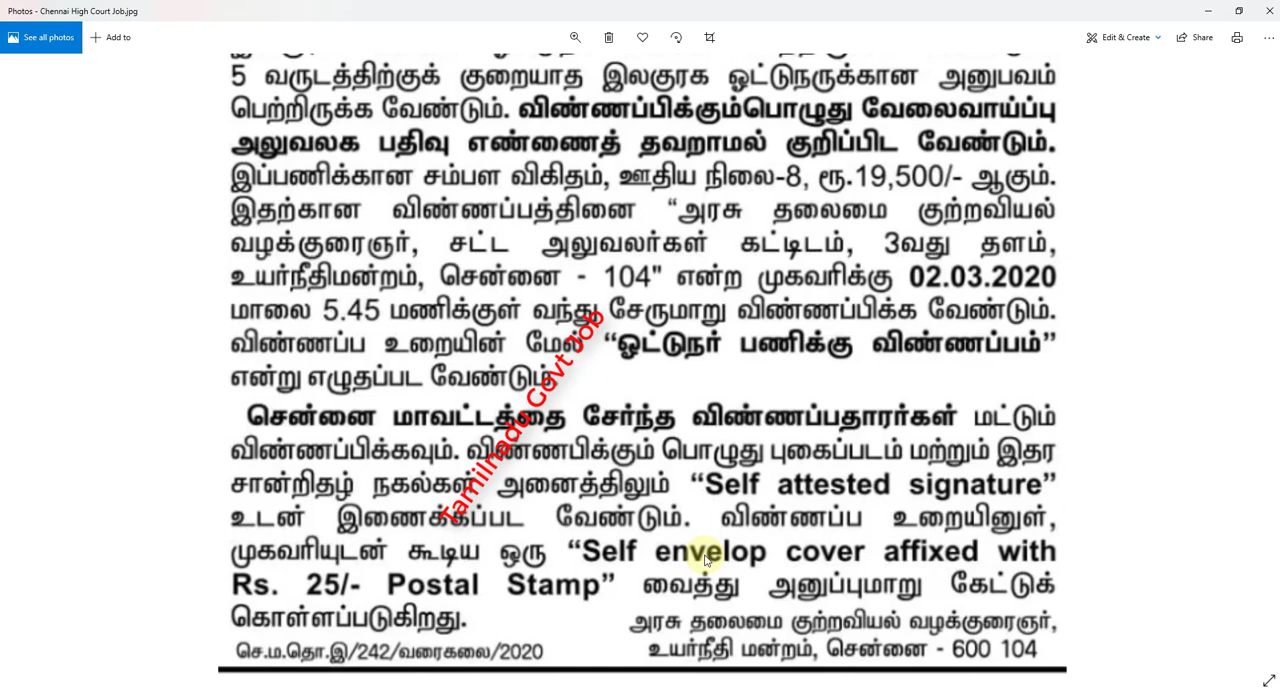 Photos - Chennai High Court Job.jpg
See all photos
Add to
Edit & Create
Share
5 வருடத்திற்குக் குறையாத இலகுரக ஓட்டுநருக்கான அனுபவம்
பெற்றிருக்க வேண்டும். விண்ணப்பிக்கும்பொழுது வேலைவாய்ப்பு
அலுவலக பதிவு எண்ணைத் தவறாமல் குறிப்பிட வேண்டும்.
இப்பணிக்கான சம்பள விகிதம், ஊதிய நிலை-8, ரூ.19,500/- ஆகும்.
இதற்கான விண்ணப்பத்தினை “அரசு தலைமை குற்றவியல்
வழக்குரைஞர், சட்ட அலுவலர்கள் கட்டிடம், 3வது தளம்,
உயர்நீதிமன்றம், சென்னை - 104" என்ற முகவரிக்கு 02.03.2020
மாலை 5.45 மணிக்குள் வந்து சேருமாறு விண்ணப்பிக்க வேண்டும்.
விண்ணப்ப உறையின் மேல் “ஓட்டுநர் பணிக்கு விண்ணப்பம்”
என்று எழுதப்பட வேண்டும்
சென்னை மாவட்டத்தை சேர்ந்த விண்ணப்பதாரர்கள் மட்டும்
விண்ணப்பிக்கவும். விண்ணபிக்கும் பொழுது புகைப்படம் மற்றும் இதர
சான்றிதழ் நகல்கள் அனைத்திலும் “Self attested signature”
உடன் இணைக்கப்பட வேண்டும். விண்ணப்ப உறையினுள்,
முகவரியுடன் கூடிய ஒரு “Self envelop cover affixed with
Rs. 25/- Postal Stamp” வைத்து அனுப்புமாறு கேட்டுக்
கொள்ளப்படுகிறது.
அரசு தலைமை குற்றவியல் வழக்குரைஞர்,
செ.ம.தொ.இ/242/வரைகலை/2020
உயர்நீதி மன்றம், சென்னை - 600 104
Tamilnadu Govt Job